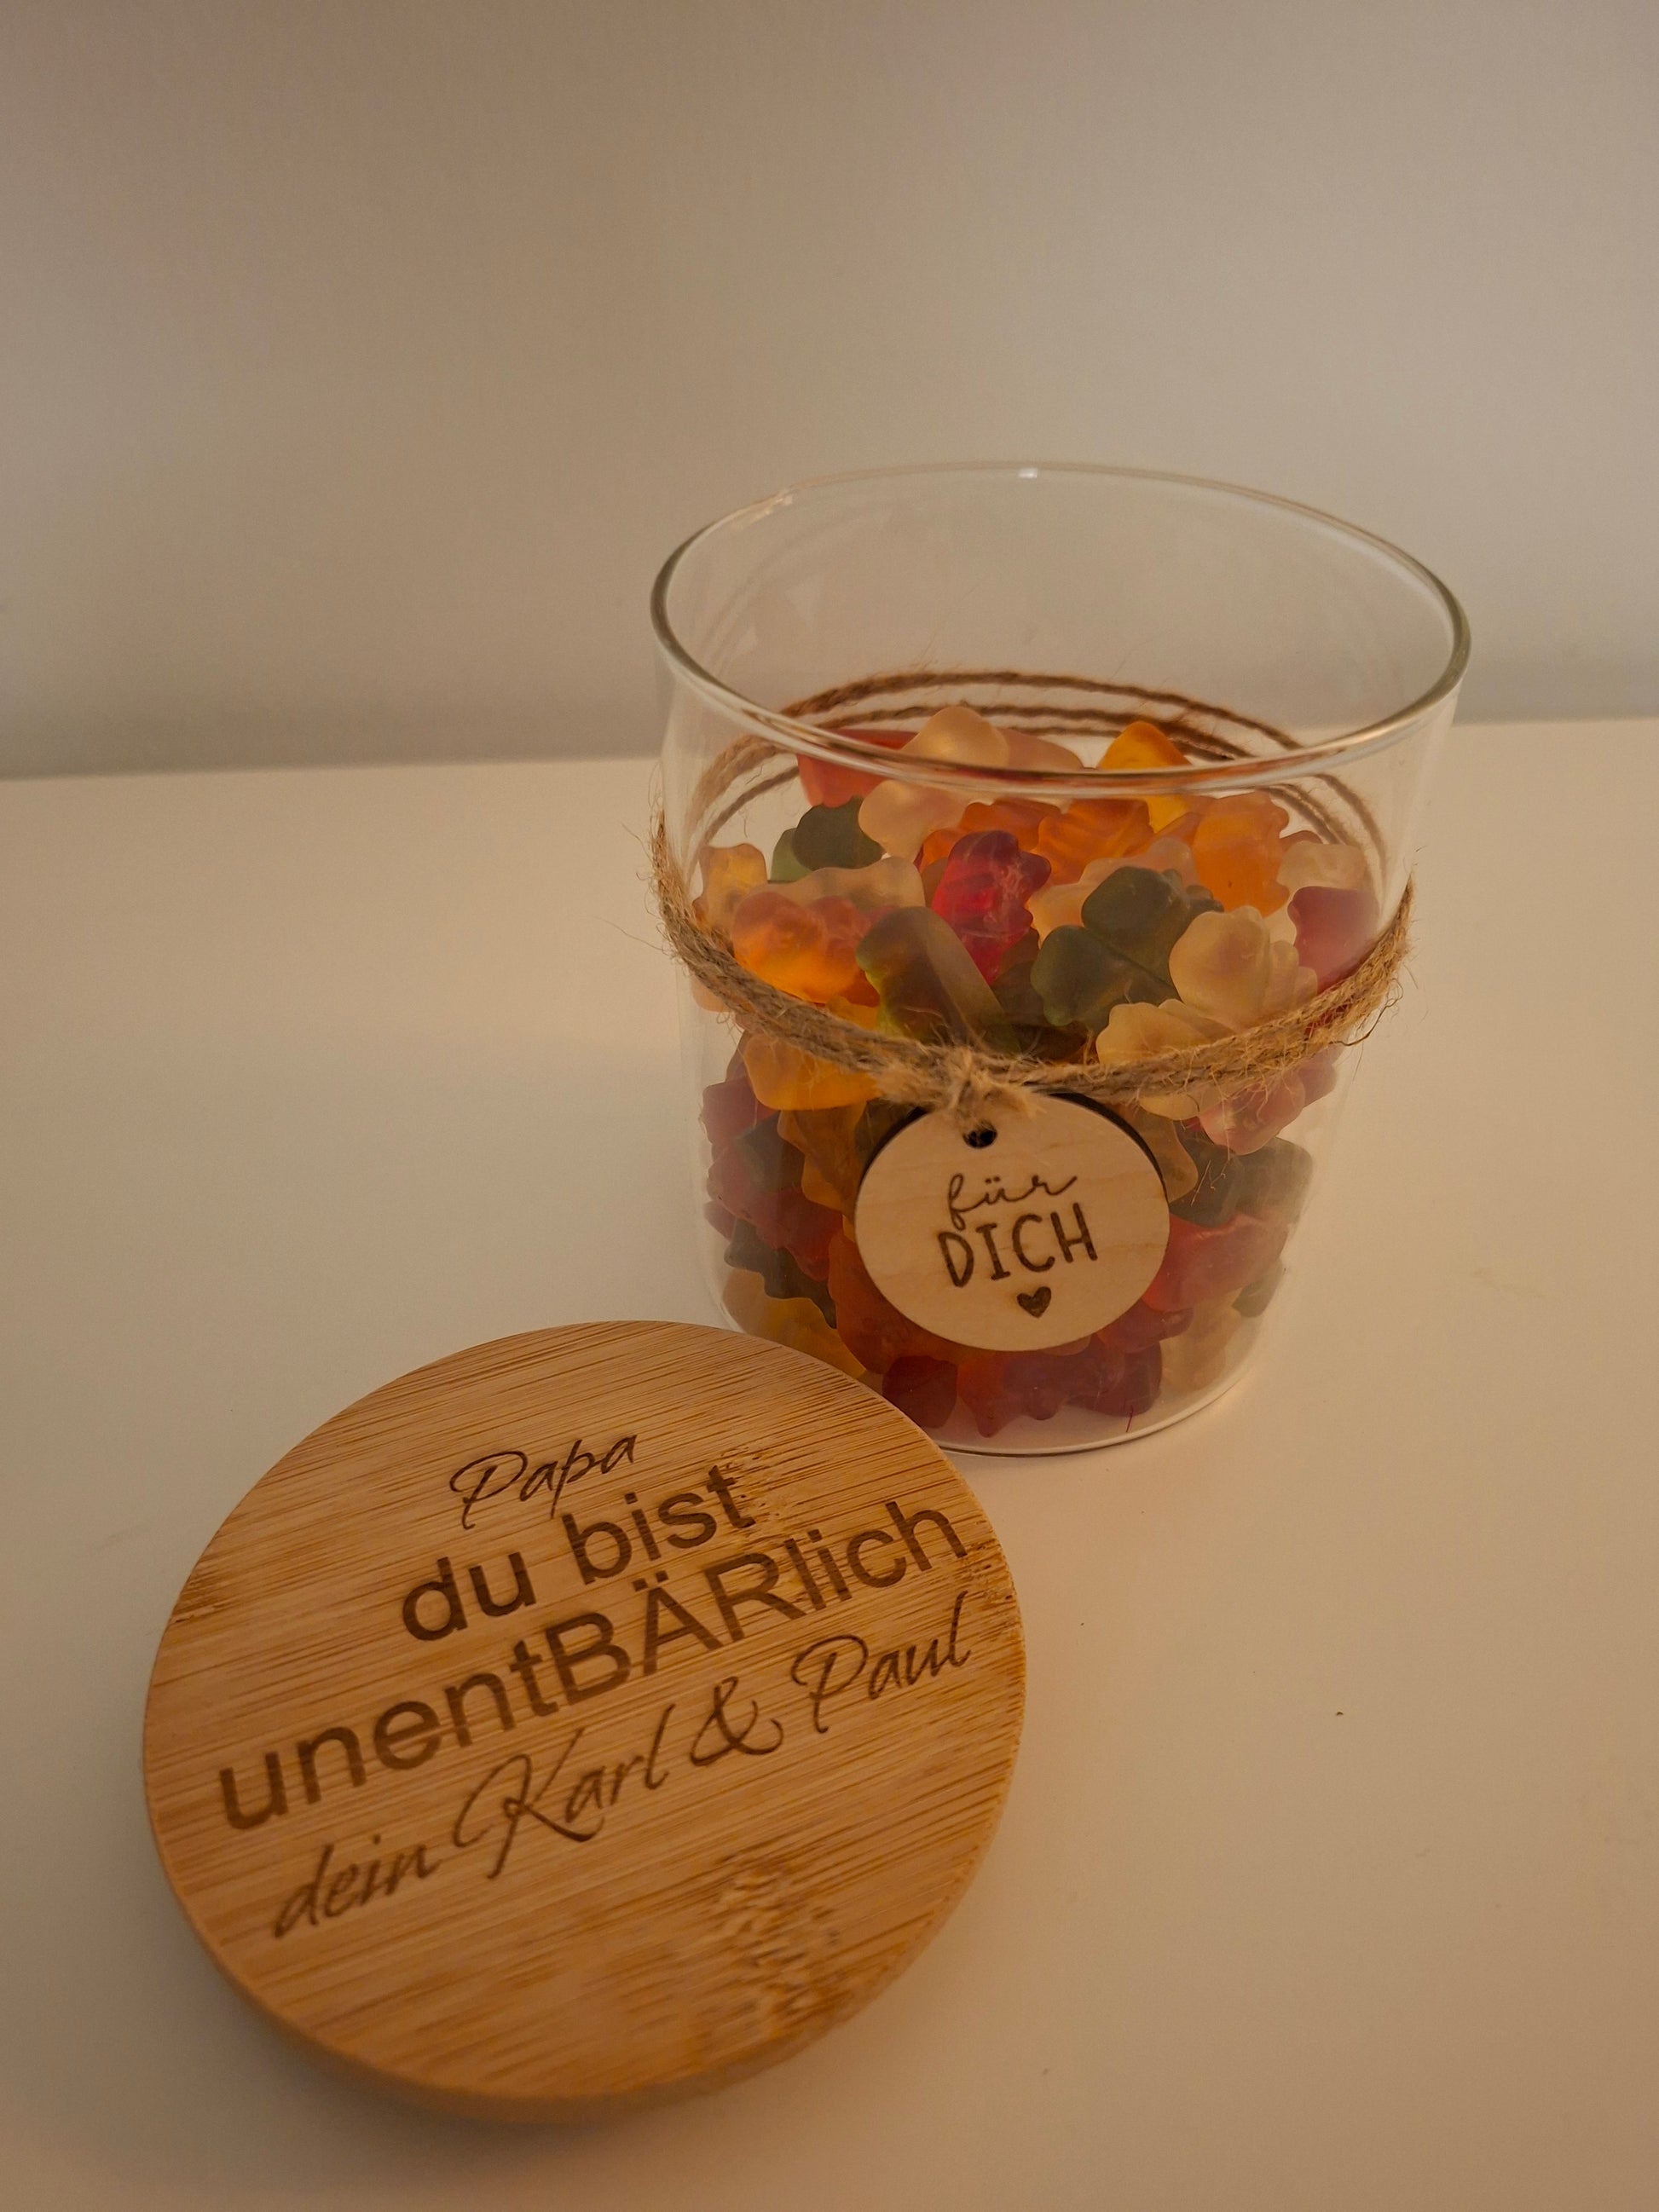 für
DICH
Papa
du bist
unentBÄRlich
dein Karl & Paul